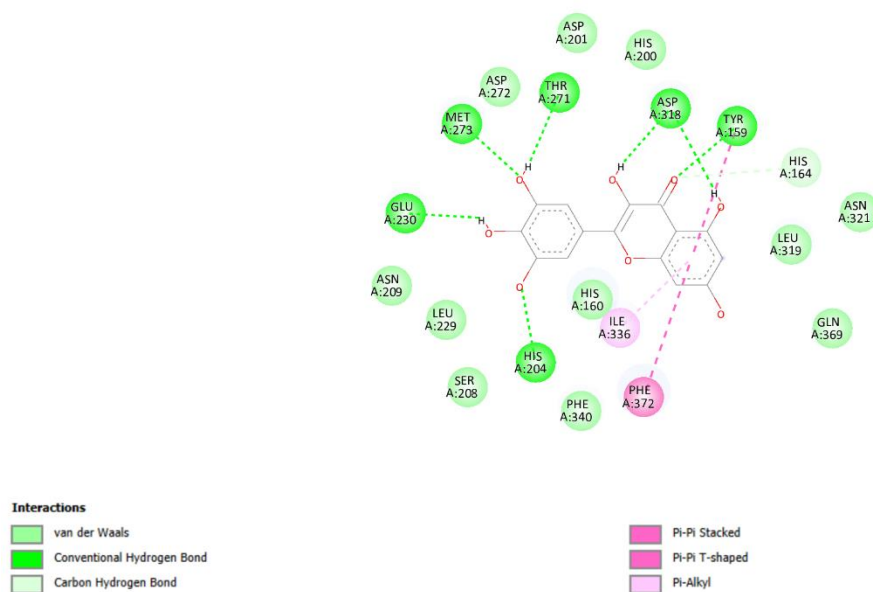 ASP
A:201
HIS
A:200
ASP
A:272
THR
A:271
ASP
A:318
MET
A:273
TYR
A:159
H
H
H
HIS
A:164
O
O
O
H
O
GLU
A:230
H
ASN
A:321
O
LEU
A:319
O
ASN
A:209
HIS
A:160
LEU
A:229
O
ILE
A:336
O
GLN
A:369
HIS
A:204
SER
A:208
PHE
A:372
PHE
A:340
Interactions
van der Waals
Conventional Hydrogen Bond
Carbon Hydrogen Bond
Pi-Pi Stacked
Pi-Pi T-shaped
Pi-Alkyl